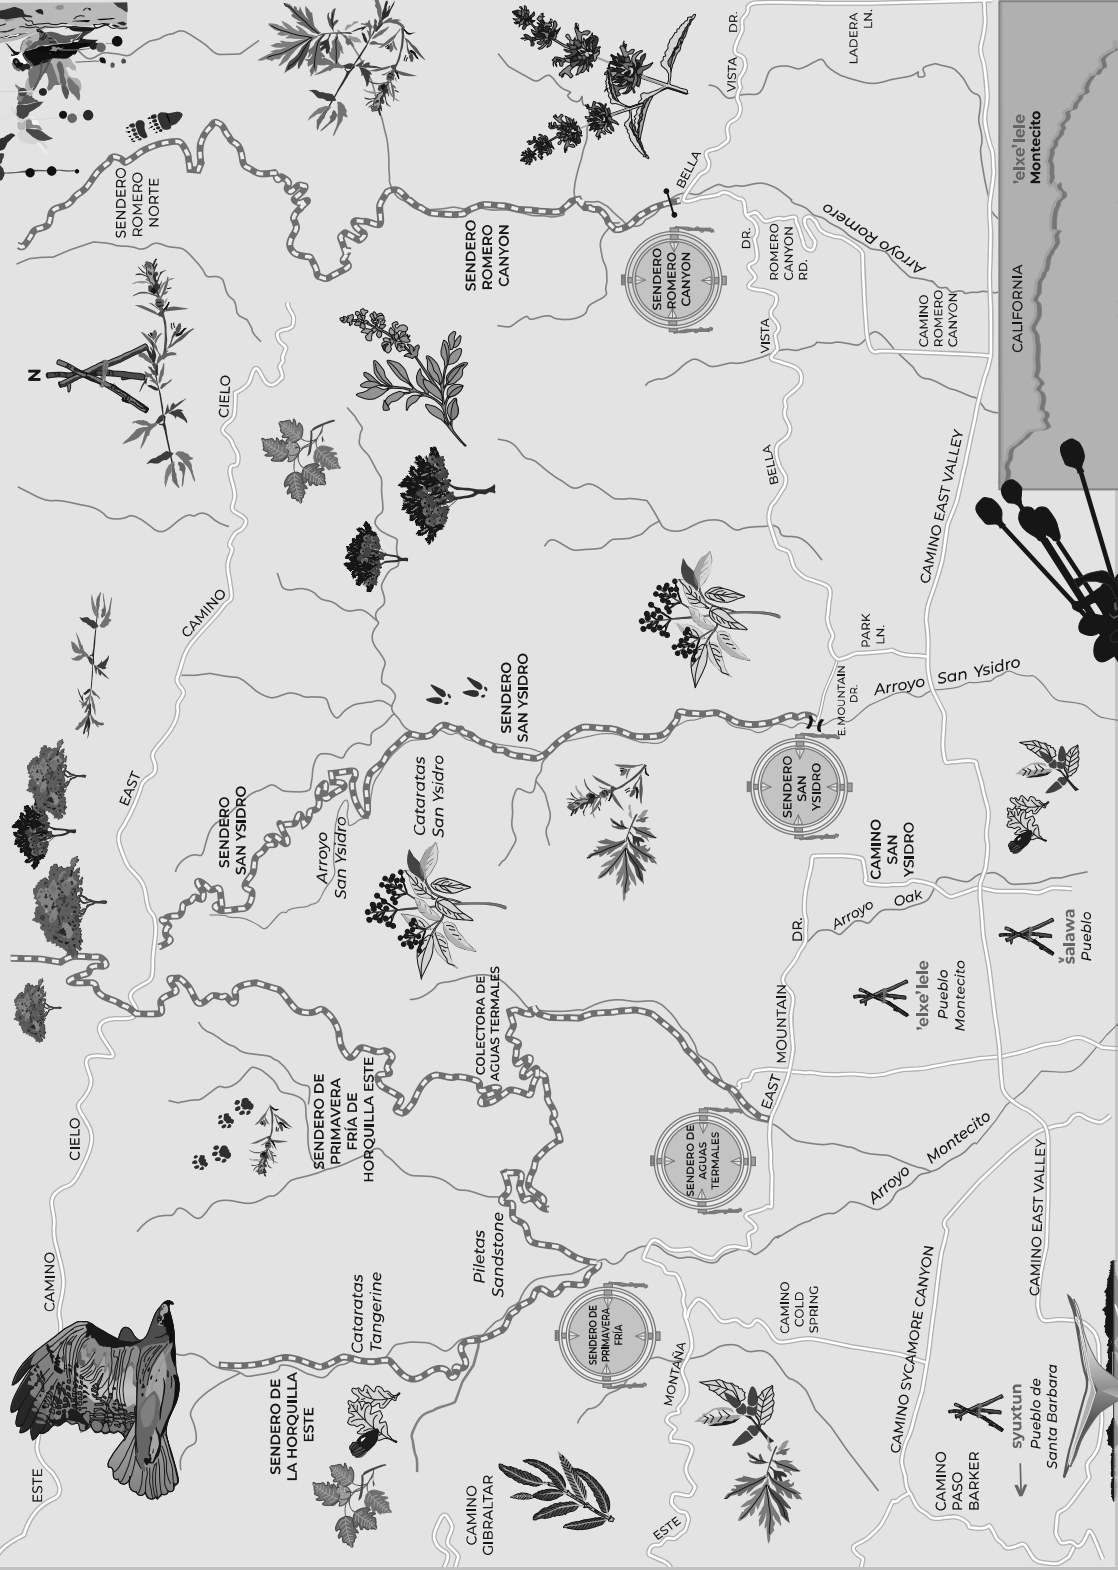 N
ESTE
CAMINO
CIELO
EAST
CAMINO
CIELO
SENDERO
ROMERO
NORTE
SENDERO DE
LA HORQUILLA
ESTE
Cataratas
Tangerine
SENDERO DE
PRIMAVERA
FRÍA DE
HORQUILLA ESTE
SENDERO
SAN YSIDRO
Arroyo
San Ysidro
Cataratas
San Ysidro
SENDERO
SAN YSIDRO
SENDERO
ROMERO
CANYON
CAMINO
GIBRALTAR
Piletas
Sandstone
COLECTORA DE
AGUAS TERMALES
SENDERO DE
PRIMAVERA
FRÍA
SENDERO DE
AGUAS
TERMALES
SENDERO
SAN
YSIDRO
SENDERO
ROMERO
CANYON
ESTE
MONTAÑA
EAST
MOUNTAIN
DR.
E.MOUNTAIN
DR.
PARK
LN.
BELLA
VISTA
DR.
BELLA
VISTA
DR.
LADERA
LN.
ROMERO
CANYON
RD.
Arroyo Romero
CAMINO
ROMERO
CANYON
CAMINO
COLD
SPRING
CAMINO
SAN
YSIDRO
Arroyo
Oak
Arroyo
San Ysidro
Arroyo
Montecito
CAMINO SYCAMORE CANYON
CAMINO EAST VALLEY
CAMINO EAST VALLEY
CAMINO
PASO
BARKER
syuxtun
Pueblo de
Santa Barbara
'elxe'lele
Pueblo
Montecito
šalawa
Pueblo
CALIFORNIA
'elxe'lele
Montecito